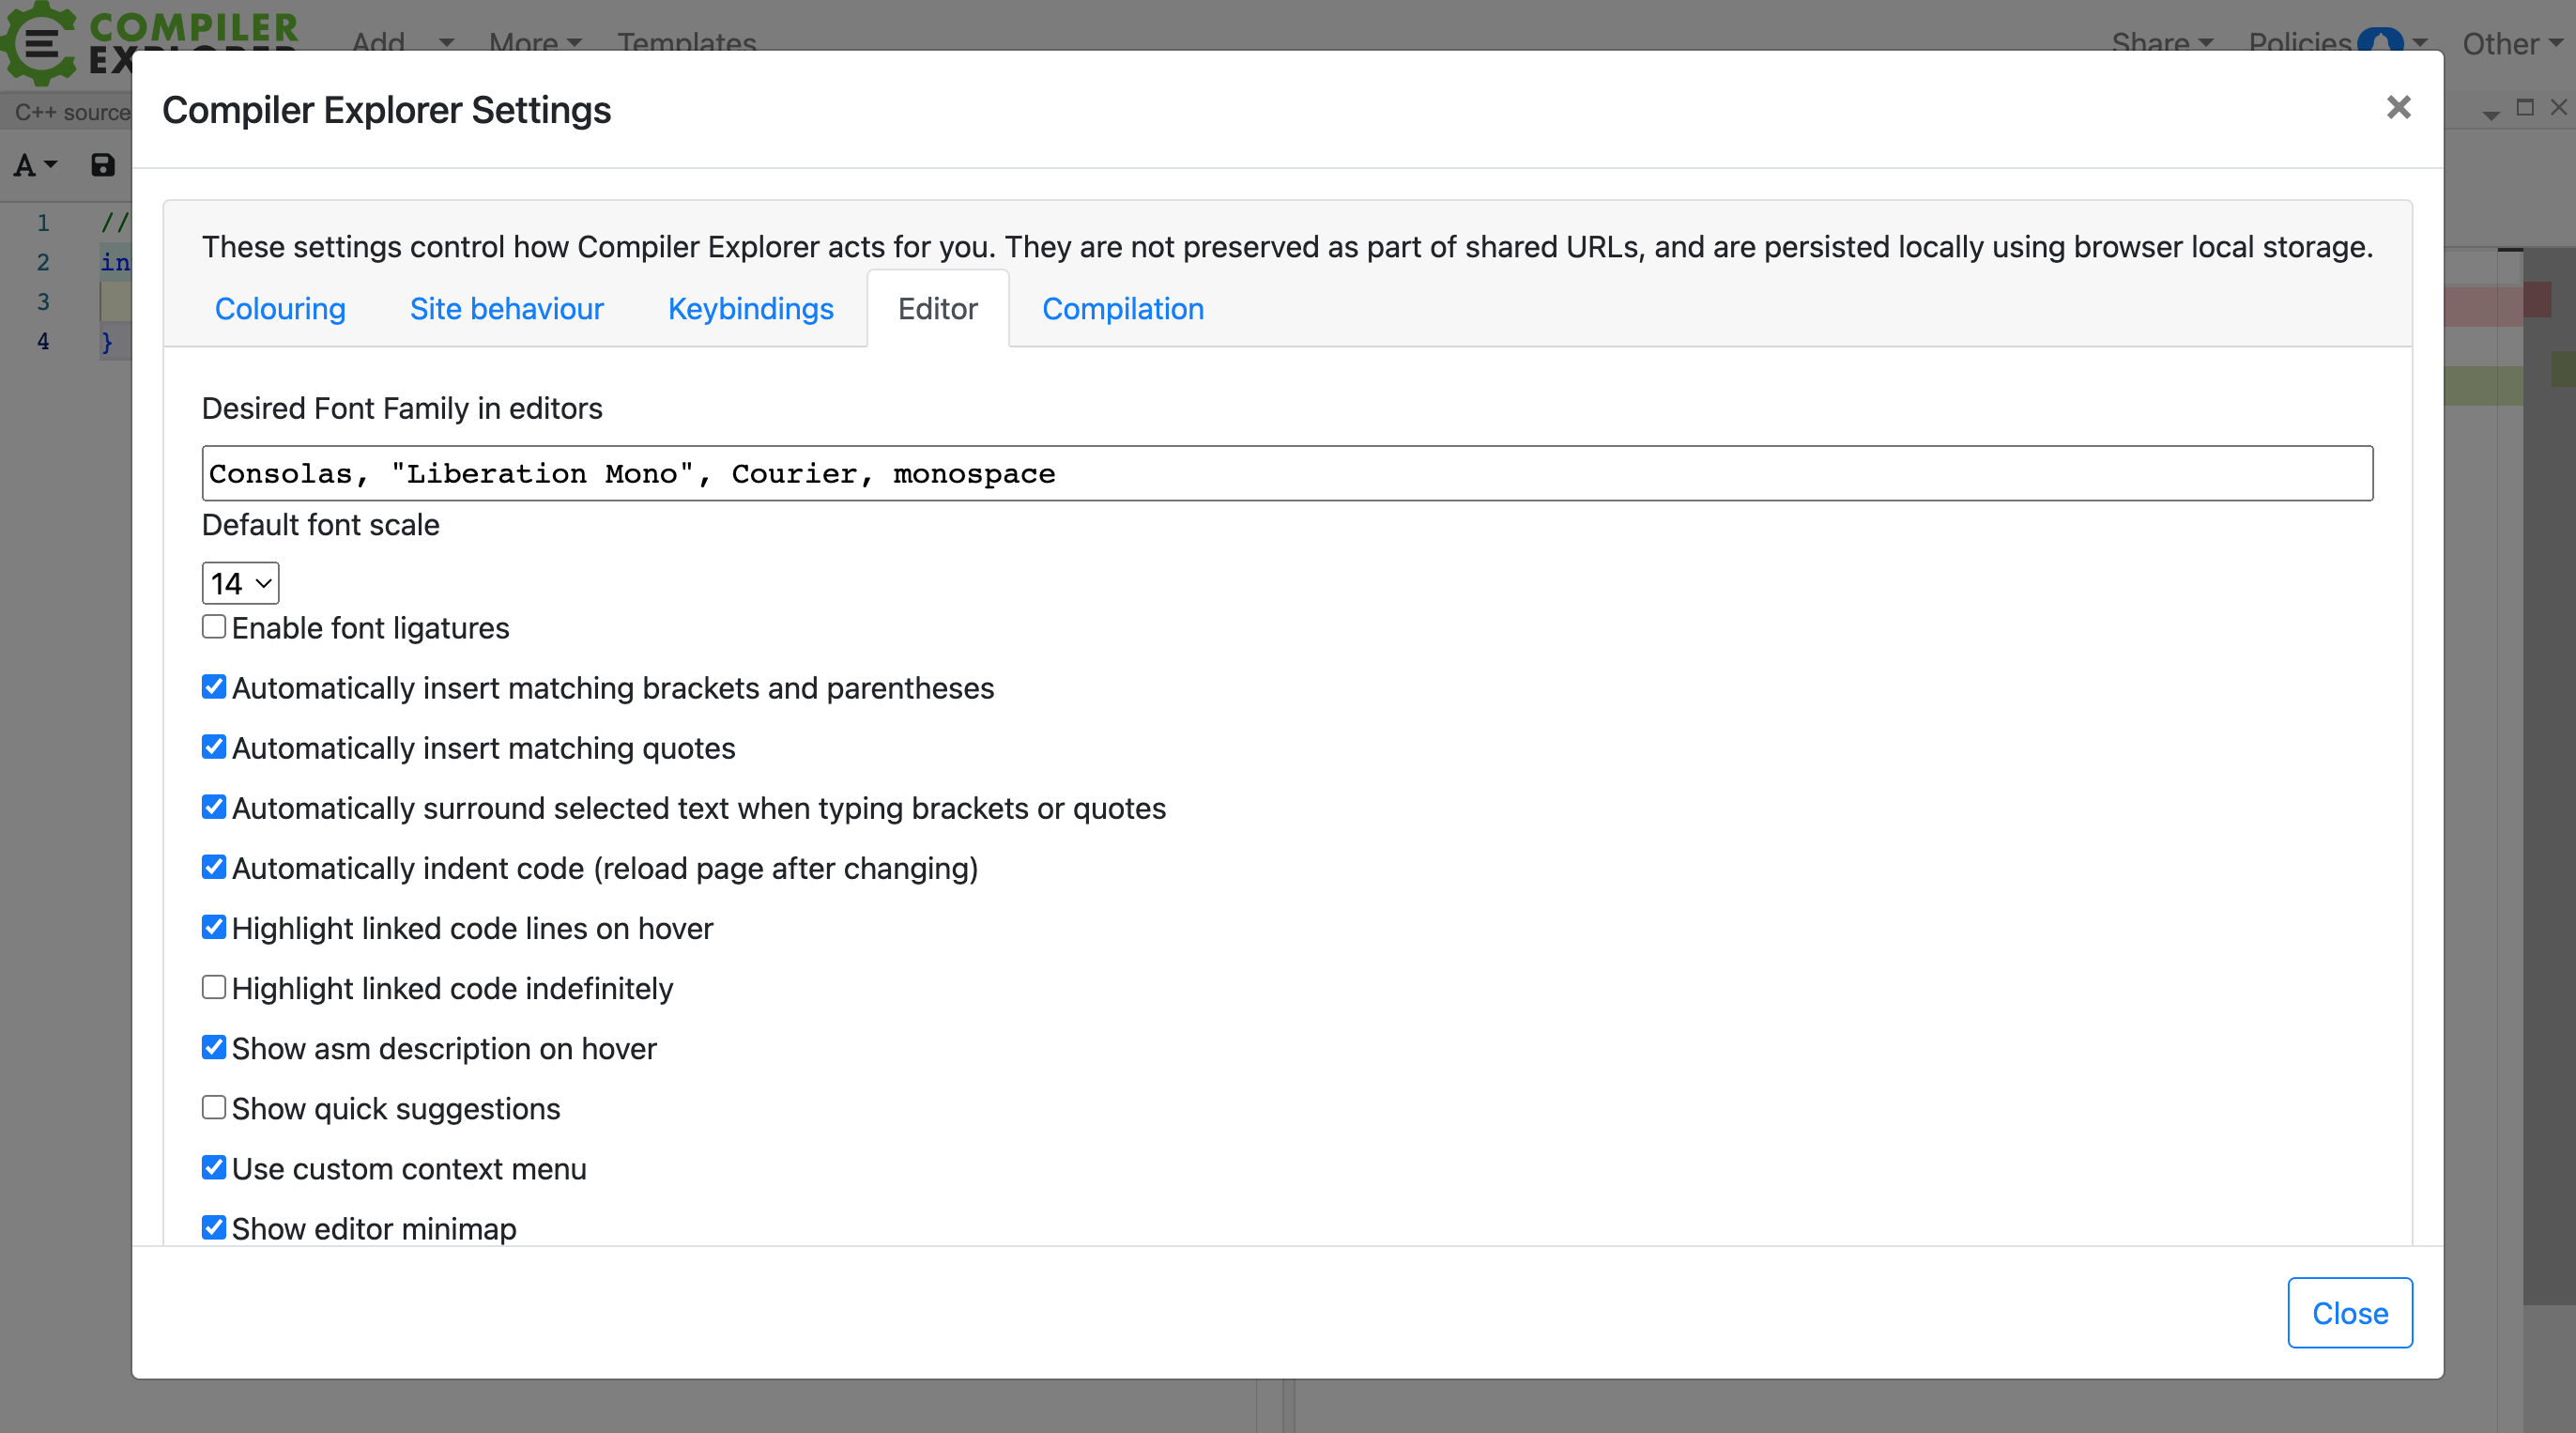 COMPILER
Add More Templates Share Policies Other
Compiler Explorer Settings
C++ source
A
1 //
2 in
3
4 }
These settings control how Compiler Explorer acts for you. They are not preserved as part of shared URLs, and are persisted locally using browser local storage.
Colouring Site behaviour Keybindings Editor Compilation
Desired Font Family in editors
Consolas, "Liberation Mono", Courier, monospace
Default font scale
14
Enable font ligatures
Automatically insert matching brackets and parentheses
Automatically insert matching quotes
Automatically surround selected text when typing brackets or quotes
Automatically indent code (reload page after changing)
Highlight linked code lines on hover
Highlight linked code indefinitely
Show asm description on hover
Show quick suggestions
Use custom context menu
Show editor minimap
Close